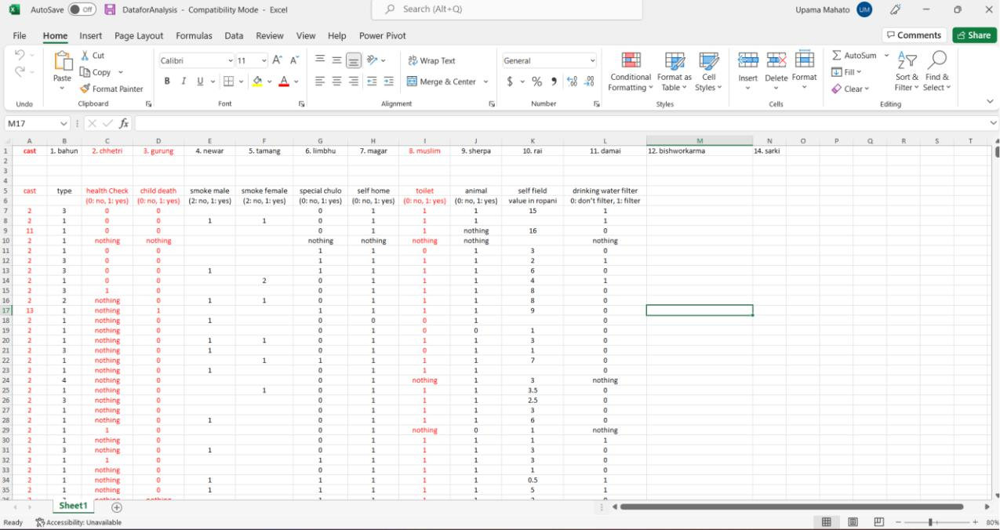 AutoSave Off DataforAnalysis - Compatibility Mode - Excel Search (Alt+Q) Upama Mahato UM
File Home Insert Page Layout Formulas Data Review View Help Power Pivot Comments Share
Cut Calibri 11 Wrap Text General AutoSum
Paste Copy Merge & Center Conditional Formatting Format as Table Cell Styles Insert Delete Format Fill Sort & Filter Find & Select
Format Painter Clear
Undo Clipboard Font Alignment Number Styles Cells Editing
M17 fx
A B C D E F G H I J K L M N O P Q R S T
1 cast 1. bahun 2. chhetri 3. gurung 4. newar 5. tamang 6. limbhu 7. magar 8. muslim 9. sherpa 10. rai 11. damai 12. bishworkarma 14. sarki
2
3
4
5 cast type health Check child death smoke male smoke female special chulo self home toilet animal self field drinking water filter
6 (0: no, 1: yes) (0: no, 1: yes) (2: no, 1: yes) (2: no, 1: yes) (0: no, 1: yes) (0: no, 1: yes) (0: no, 1: yes) (0: no, 1: yes) value in ropani 0: don't filter, 1: filter
7 2 3 0 0 0 1 1 1 15 1
8 2 1 0 0 1 1 0 1 1 1 1
9 11 1 0 0 0 1 1 nothing 16 0
10 2 1 nothing nothing nothing nothing nothing nothing nothing
11 2 1 0 0 1 1 0 1 3 0
12 2 3 0 0 1 1 1 1 2 1
13 2 3 0 0 1 1 1 1 1 6 0
14 2 1 0 0 2 0 1 1 1 4 1
15 2 3 1 0 0 1 1 1 8 0
16 2 2 nothing 0 1 1 0 1 1 1 8 0
17 13 1 nothing 1 1 1 1 1 9 0
18 2 1 nothing 0 1 0 0 0 1 0
19 2 1 nothing 0 0 1 0 0 1 0
20 2 1 nothing 0 1 1 0 1 1 1 3 0
21 2 3 nothing 0 1 0 1 0 1 1 0
22 2 1 nothing 0 1 1 1 1 1 7 0
23 2 1 nothing 0 1 0 1 1 1 0
24 2 4 nothing 0 0 1 nothing 1 3 nothing
25 2 1 nothing 0 1 0 1 1 1 3.5 0
26 2 3 nothing 0 0 1 1 1 2.5 0
27 2 1 nothing 0 0 1 1 1 3 0
28 2 1 nothing 0 1 0 1 1 1 6 0
29 2 1 1 0 0 1 nothing 0 1 nothing
30 2 1 nothing 0 0 1 1 1 1 1
31 2 3 nothing 0 1 0 1 1 1 3 0
32 2 1 1 0 1 1 1 1 3 0
33 2 1 nothing 0 0 1 1 1 1 0
34 2 1 nothing 0 1 1 1 1 1 0.5 1
35 2 1 nothing 0 1 1 1 1 1 5 1
Sheet1
Ready Accessibility: Unavailable 80%